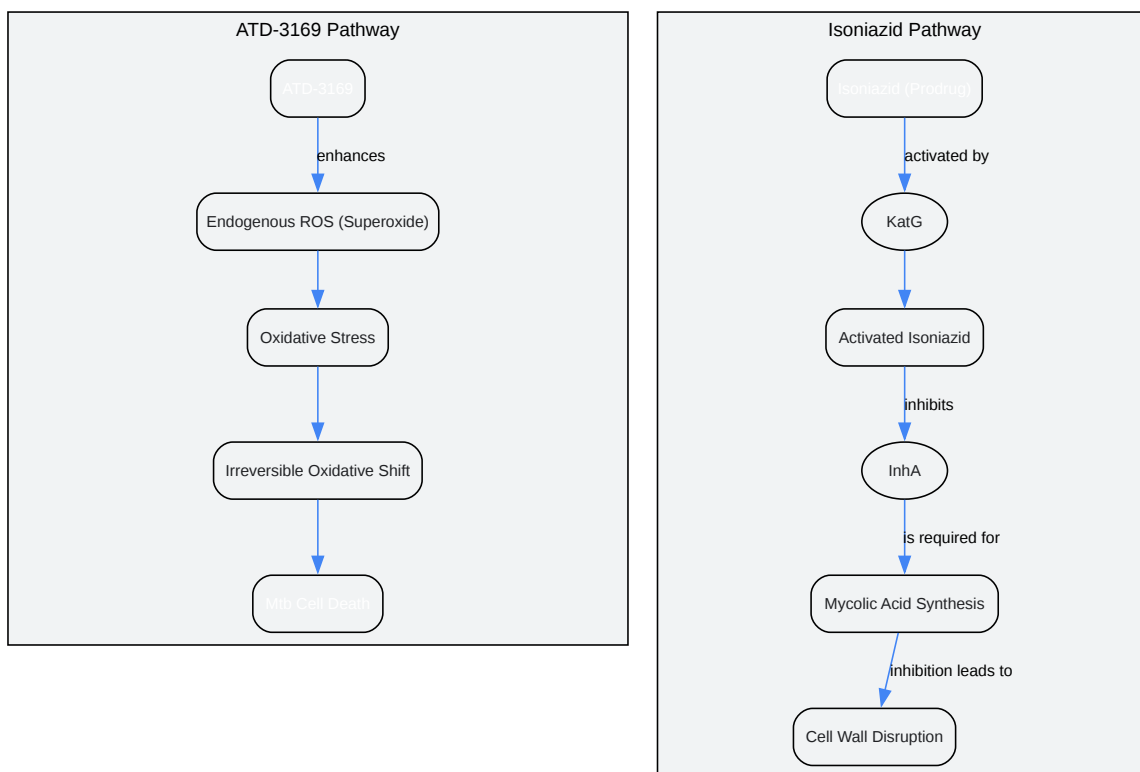 ATD-3169 Pathway
ATD-3169
enhances
Endogenous ROS (Superoxide)
Oxidative Stress
Irreversible Oxidative Shift
Mtb Cell Death
Isoniazid Pathway
Isoniazid (Prodrug)
activated by
KatG
Activated Isoniazid
inhibits
InhA
is required for
Mycolic Acid Synthesis
inhibition leads to
Cell Wall Disruption